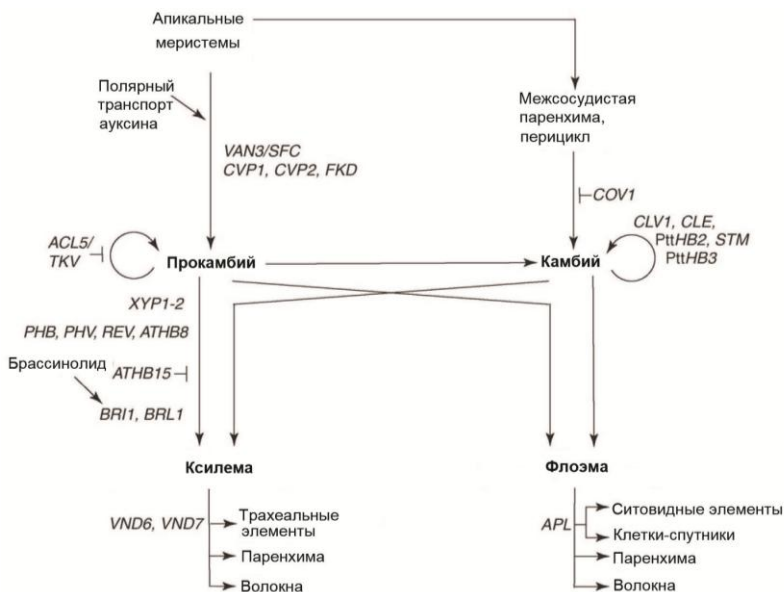 Апикальные
меристемы
Полярный
транспорт
ауксина
Межсосудистая
паренхима,
перицикл
VAN3/SFC
CVP1, CVP2, FKD
COV1
CLV1, CLE,
PttHB2, STM
PttHB3
ACL5/
TKV
Прокамбий
Камбий
XYP1-2
PHB, PHV, REV, ATHB8
Брассинолид
ATHB15
BRI1, BRL1
Ксилема
Флоэма
VND6, VND7
Трахеальные
элементы
Паренхима
Волокна
APL
Ситовидные элементы
Клетки-спутники
Паренхима
Волокна